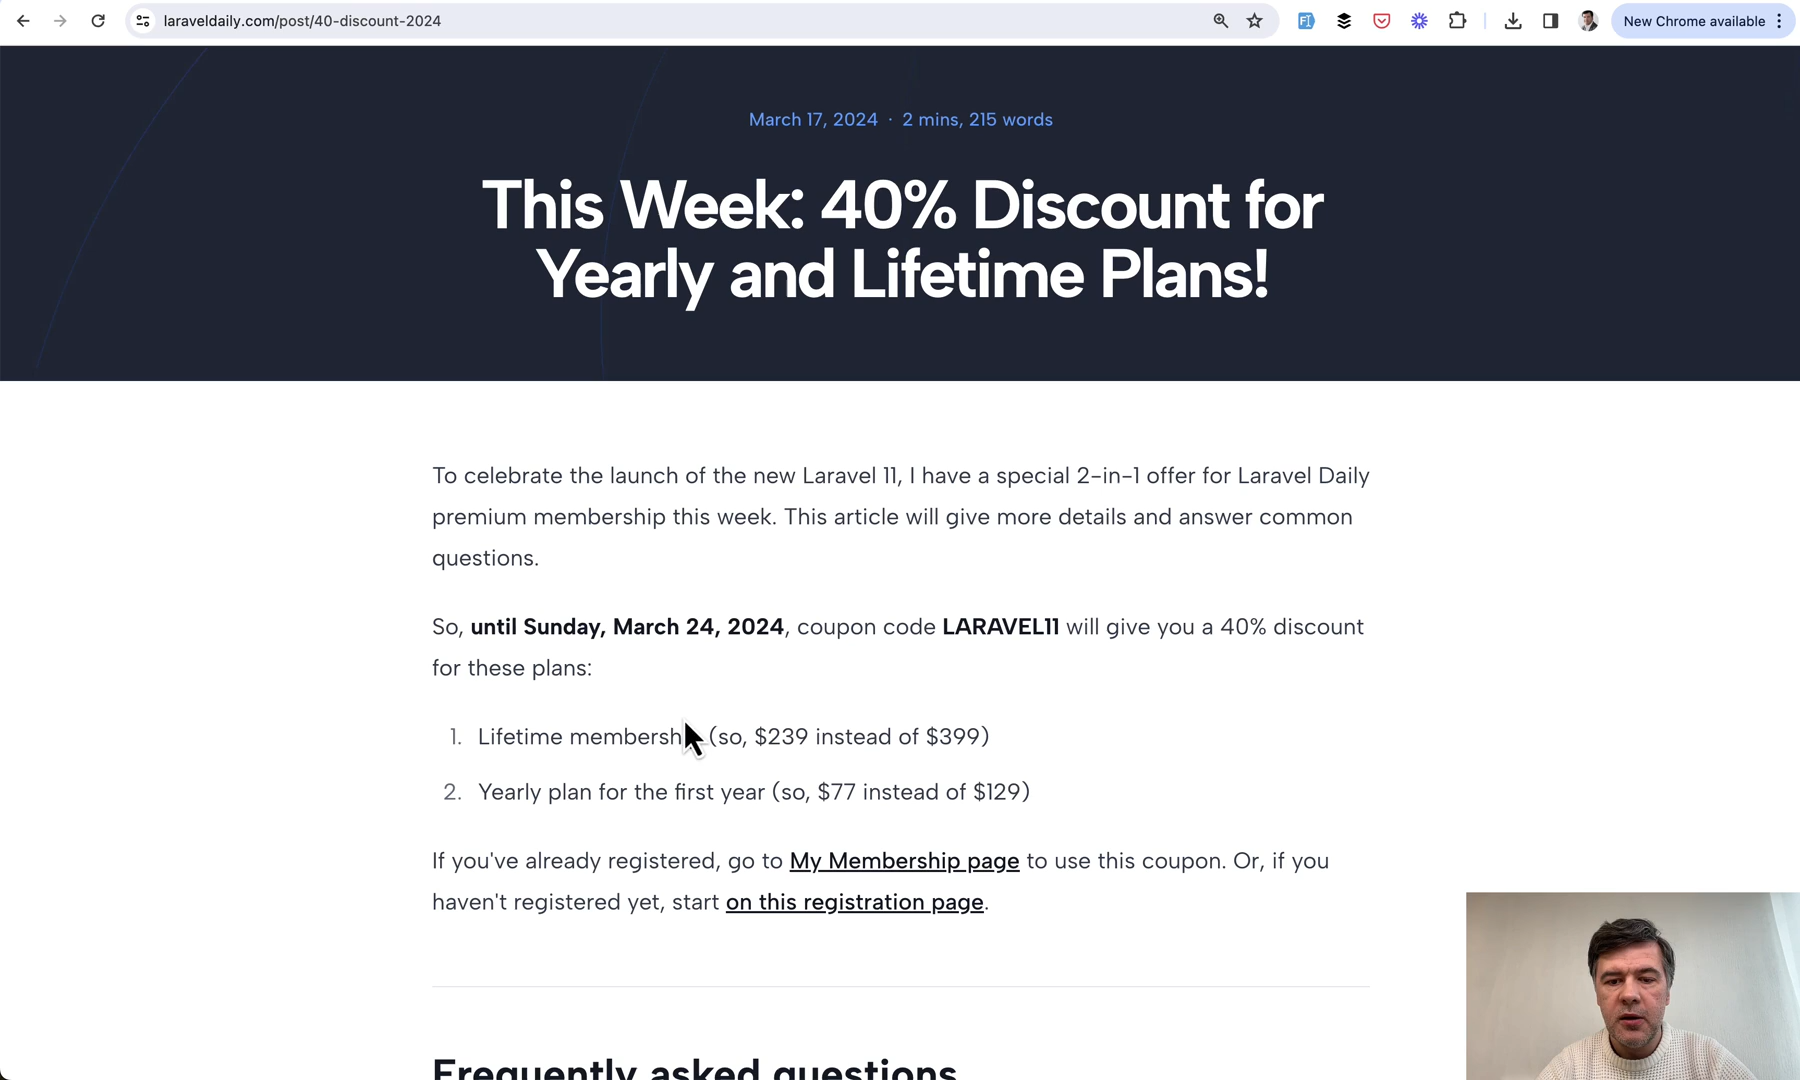 laraveldaily.com/post/40-discount-2024
New Chrome available
March 17, 2024 · 2 mins, 215 words
This Week: 40% Discount for
Yearly and Lifetime Plans!
To celebrate the launch of the new Laravel 11, I have a special 2-in-1 offer for Laravel Daily
premium membership this week. This article will give more details and answer common
questions.
So, until Sunday, March 24, 2024, coupon code LARAVEL11 will give you a 40% discount
for these plans:
1. Lifetime membersh (so, $239 instead of $399)
2. Yearly plan for the first year (so, $77 instead of $129)
If you've already registered, go to My Membership page to use this coupon. Or, if you
haven't registered yet, start on this registration page.
Frequently asked questions